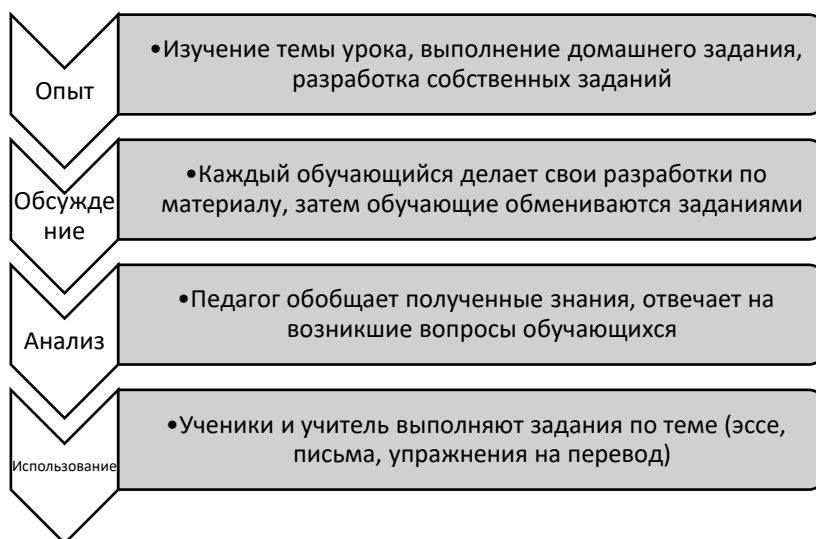 Опыт
•Изучение темы урока, выполнение домашнего задания,
разработка собственных заданий
Обсужде
ние
•Каждый обучающийся делает свои разработки по
материалу, затем обучающие обмениваются заданиями
Анализ
•Педагог обобщает полученные знания, отвечает на
возникшие вопросы обучающихся
Использование
•Ученики и учитель выполняют задания по теме (эссе,
письма, упражнения на перевод)